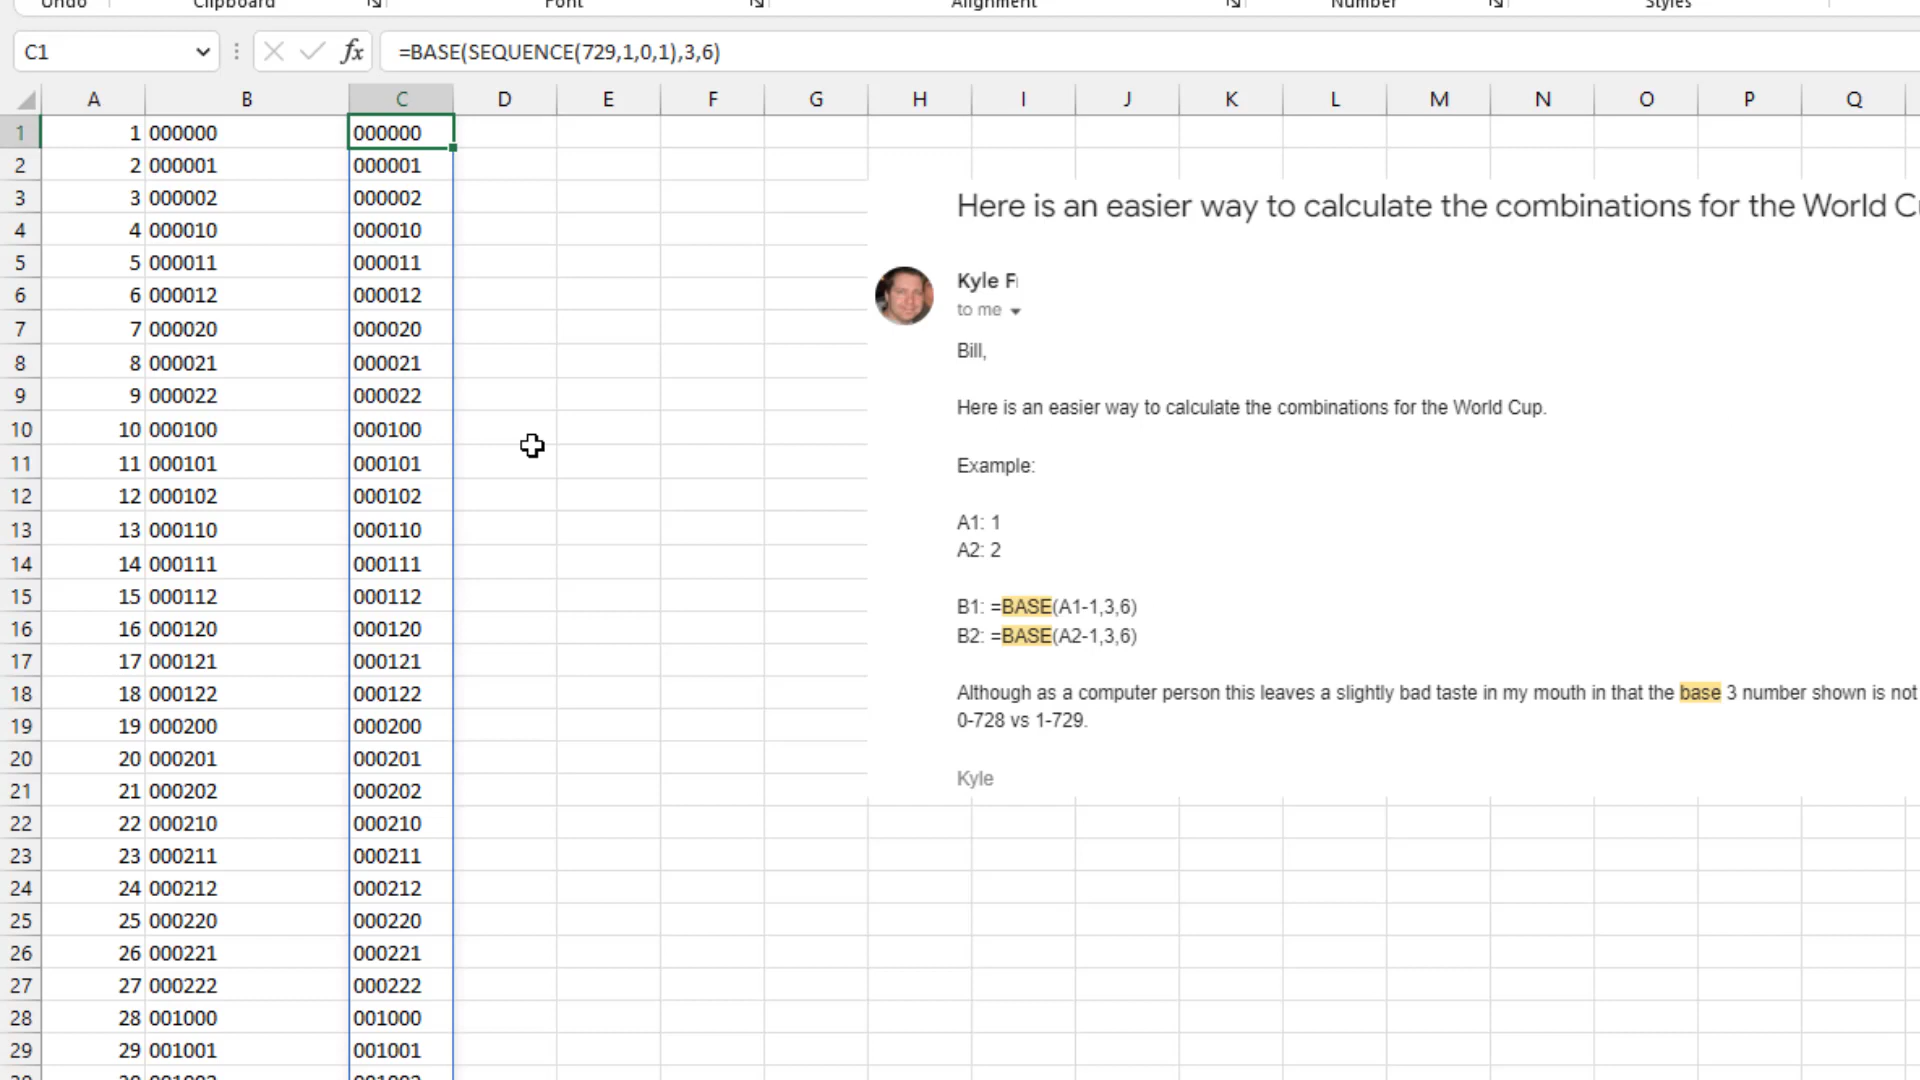 Undo Clipboard Font Alignment Number Styles
C1 fx =BASE(SEQUENCE(729,1,0,1),3,6)
A B C D E F G H I J K L M N O P Q
1 1 000000 000000
2 2 000001 000001
3 3 000002 000002
4 4 000010 000010
5 5 000011 000011
6 6 000012 000012
7 7 000020 000020
8 8 000021 000021
9 9 000022 000022
10 10 000100 000100
11 11 000101 000101
12 12 000102 000102
13 13 000110 000110
14 14 000111 000111
15 15 000112 000112
16 16 000120 000120
17 17 000121 000121
18 18 000122 000122
19 19 000200 000200
20 20 000201 000201
21 21 000202 000202
22 22 000210 000210
23 23 000211 000211
24 24 000212 000212
25 25 000220 000220
26 26 000221 000221
27 27 000222 000222
28 28 001000 001000
29 29 001001 001001
Here is an easier way to calculate the combinations for the World
Kyle F
to me
Bill,
Here is an easier way to calculate the combinations for the World Cup.
Example:
A1: 1
A2: 2
B1: =BASE(A1-1,3,6)
B2: =BASE(A2-1,3,6)
Although as a computer person this leaves a slightly bad taste in my mouth in that the base 3 number shown is not
0-728 vs 1-729.
Kyle